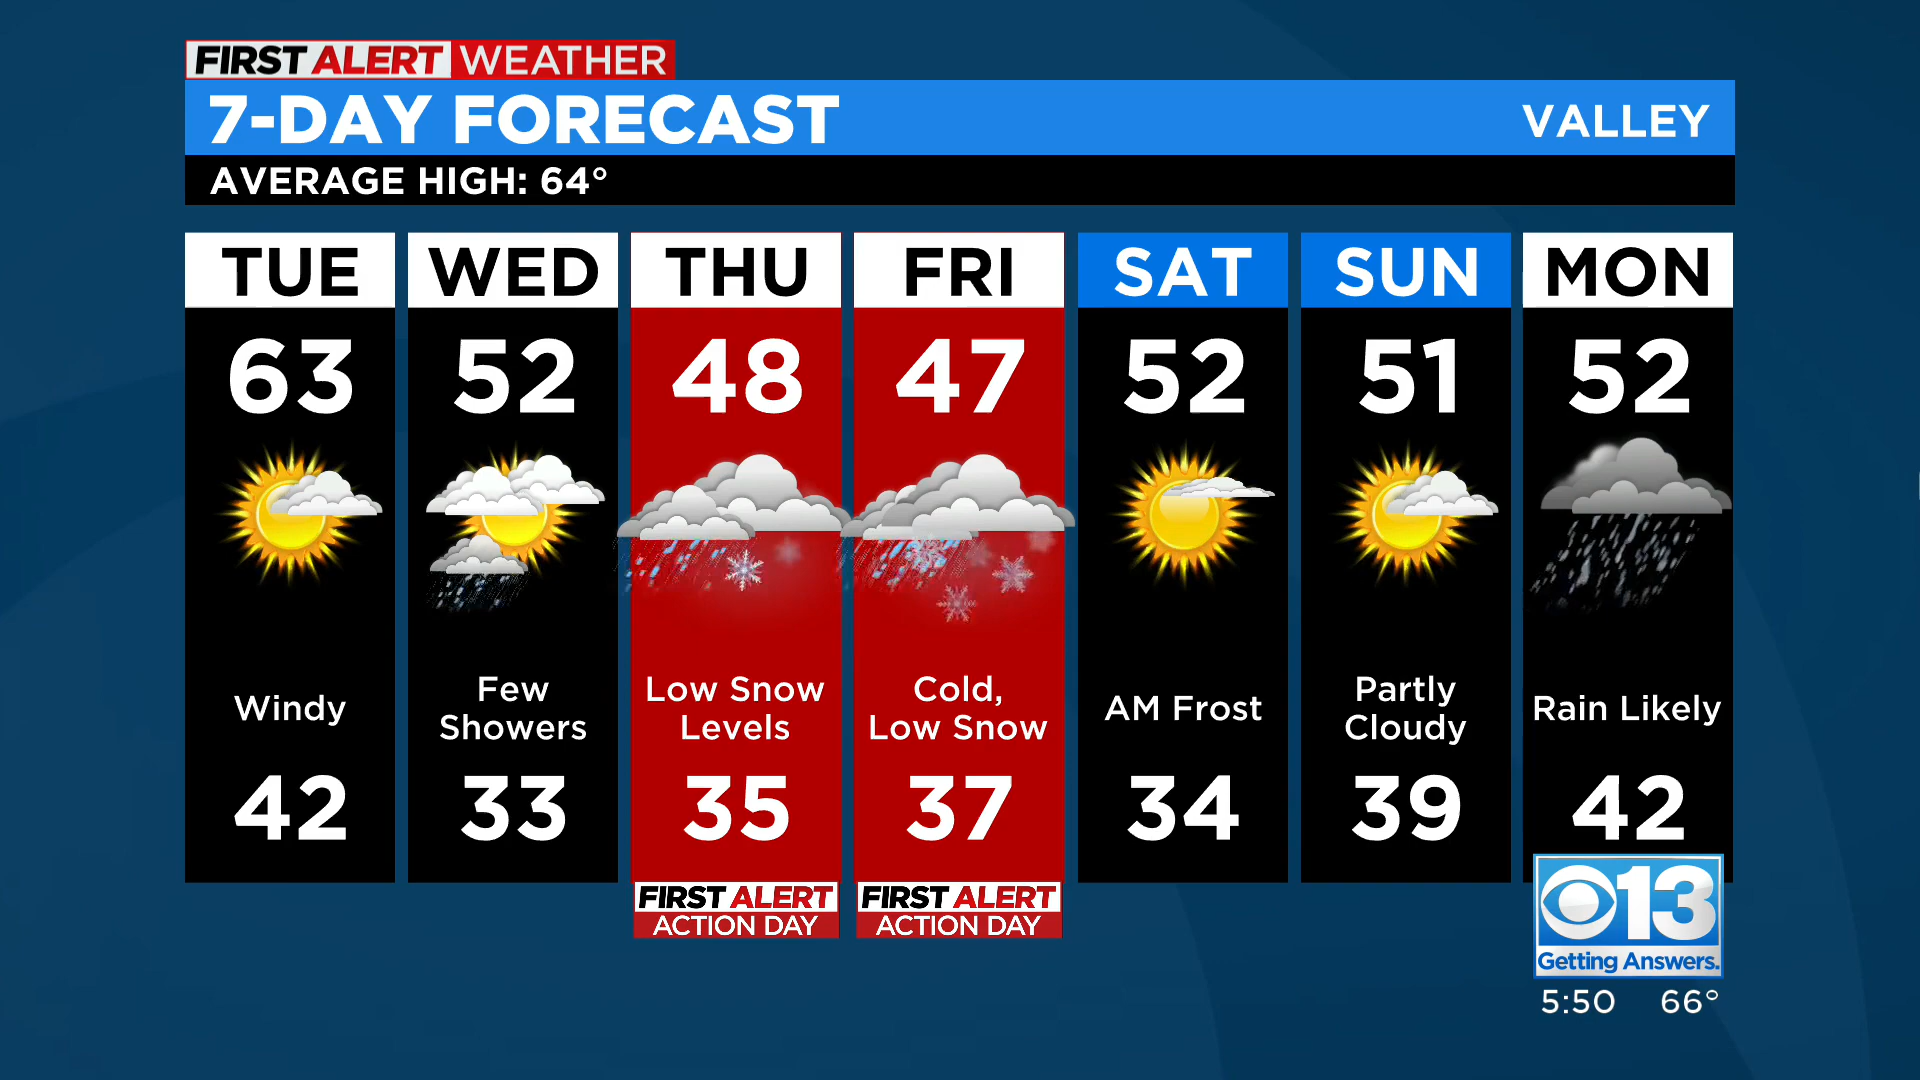 FIRST ALERT WEATHER
7-DAY FORECAST
VALLEY
AVERAGE HIGH: 64°
TUE
63
Windy
42
WED
52
Few
Showers
33
THU
48
Low Snow
Levels
35
FIRST ALERT
ACTION DAY
FRI
47
Cold,
Low Snow
37
FIRST ALERT
ACTION DAY
SAT
52
AM Frost
34
SUN
51
Partly
Cloudy
39
MON
52
Rain Likely
42
13
Getting Answers.
5:50 66°